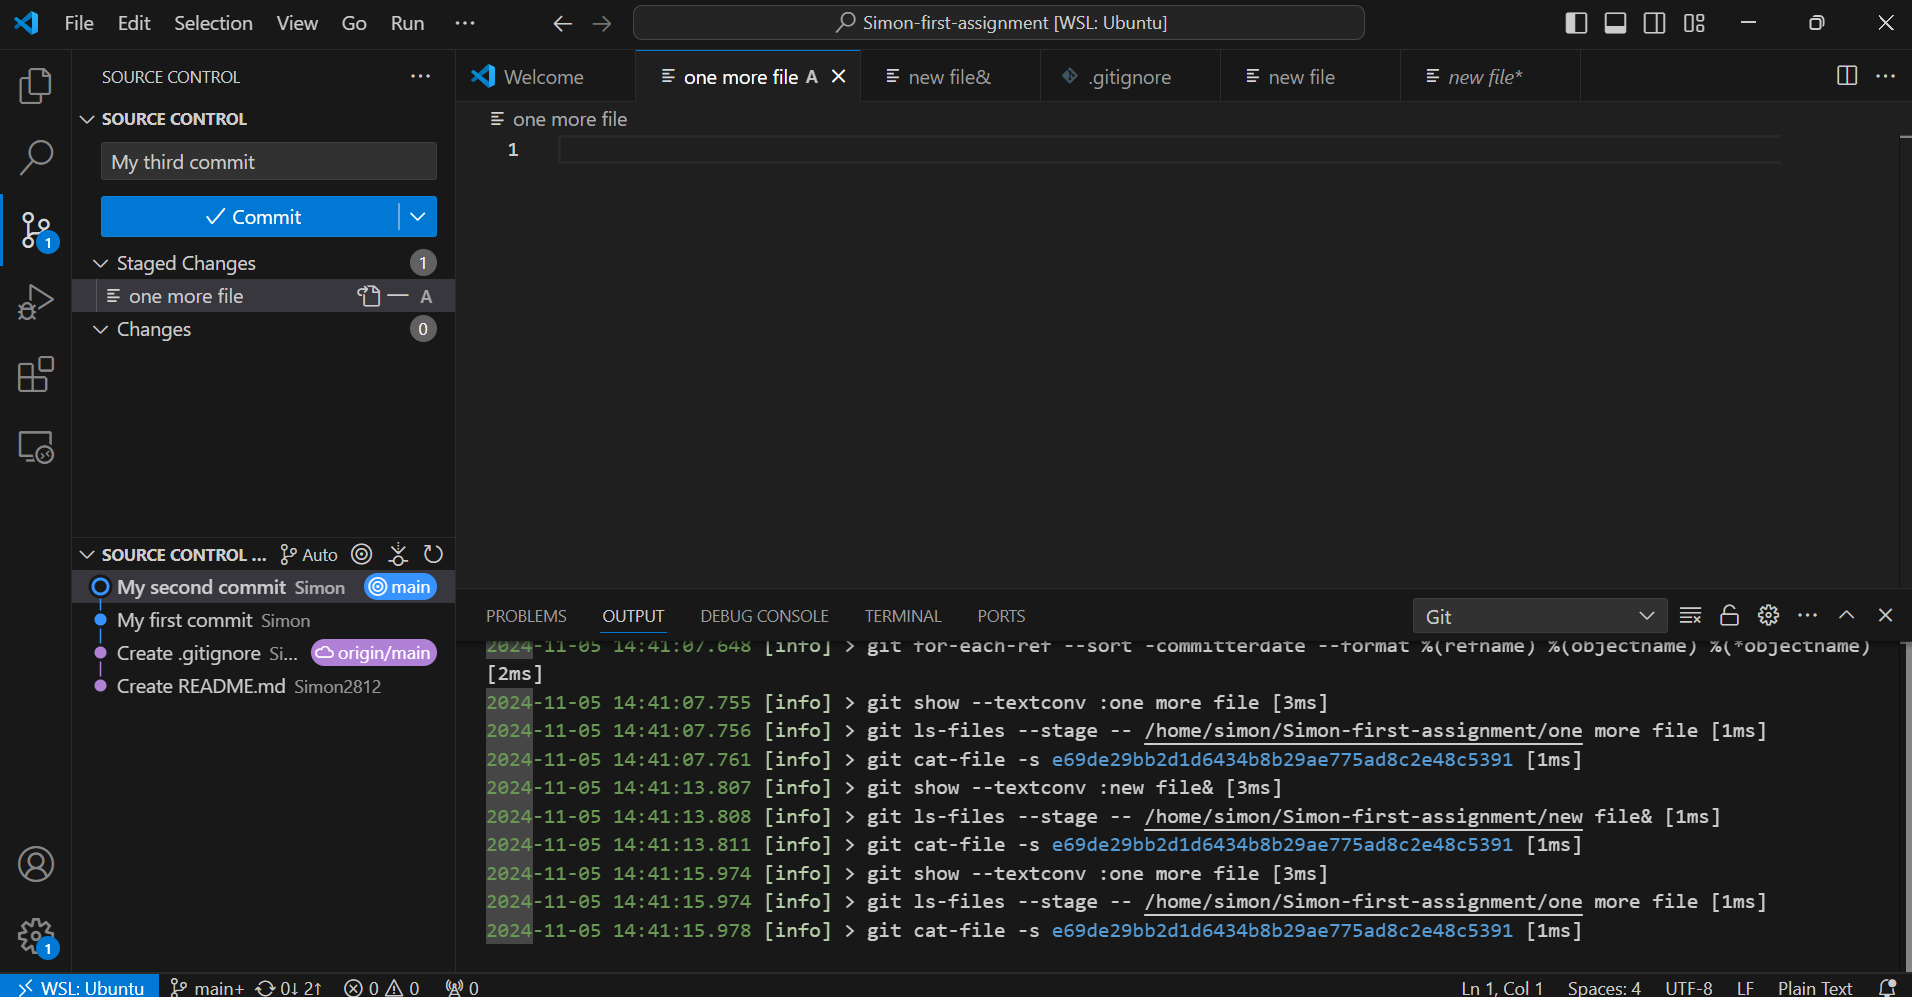 File Edit Selection View Go Run ··· ← → Simon-first-assignment [WSL: Ubuntu]
SOURCE CONTROL ···
Welcome one more file A new file& .gitignore new file new file*
SOURCE CONTROL
one more file
My third commit
1
Commit
Staged Changes 1
one more file A
Changes 0
1
SOURCE CONTROL ... Auto
My second commit Simon main
My first commit Simon
Create .gitignore Si... origin/main
Create README.md Simon2812
PROBLEMS OUTPUT DEBUG CONSOLE TERMINAL PORTS Git
2024-11-05 14:41:07.648 [info] > git for-each-ref --sort -committerdate --format %(refname) %(objectname) %(*objectname)
[2ms]
2024-11-05 14:41:07.755 [info] > git show --textconv :one more file [3ms]
2024-11-05 14:41:07.756 [info] > git ls-files --stage -- /home/simon/Simon-first-assignment/one more file [1ms]
2024-11-05 14:41:07.761 [info] > git cat-file -s e69de29bb2d1d6434b8b29ae775ad8c2e48c5391 [1ms]
2024-11-05 14:41:13.807 [info] > git show --textconv :new file& [3ms]
2024-11-05 14:41:13.808 [info] > git ls-files --stage -- /home/simon/Simon-first-assignment/new file& [1ms]
2024-11-05 14:41:13.811 [info] > git cat-file -s e69de29bb2d1d6434b8b29ae775ad8c2e48c5391 [1ms]
2024-11-05 14:41:15.974 [info] > git show --textconv :one more file [3ms]
2024-11-05 14:41:15.974 [info] > git ls-files --stage -- /home/simon/Simon-first-assignment/one more file [1ms]
2024-11-05 14:41:15.978 [info] > git cat-file -s e69de29bb2d1d6434b8b29ae775ad8c2e48c5391 [1ms]
1
WSL: Ubuntu main+ 0↓ 2↑ 0 0 0 Ln 1, Col 1 Spaces: 4 UTF-8 LF Plain Text